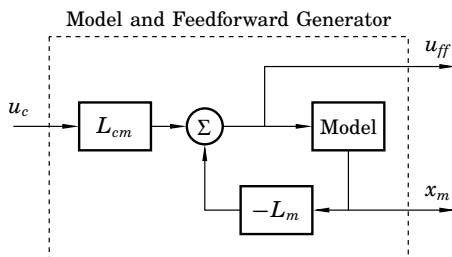 Model and Feedforward Generator
u_ff
u_c
L_cm
Σ
Model
x_m
−L_m